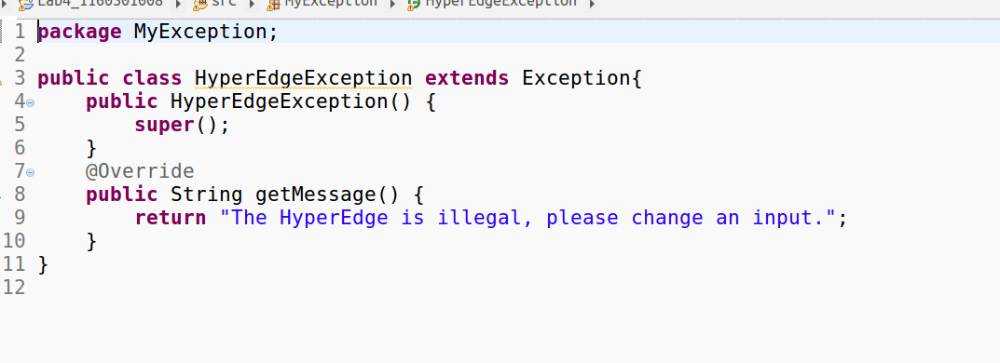 Lab4_1160301008 src MyException HyperEdgeException
1 package MyException;
2
3 public class HyperEdgeException extends Exception{
4 public HyperEdgeException() {
5 super();
6 }
7 @Override
8 public String getMessage() {
9 return "The HyperEdge is illegal, please change an input.";
10 }
11 }
12